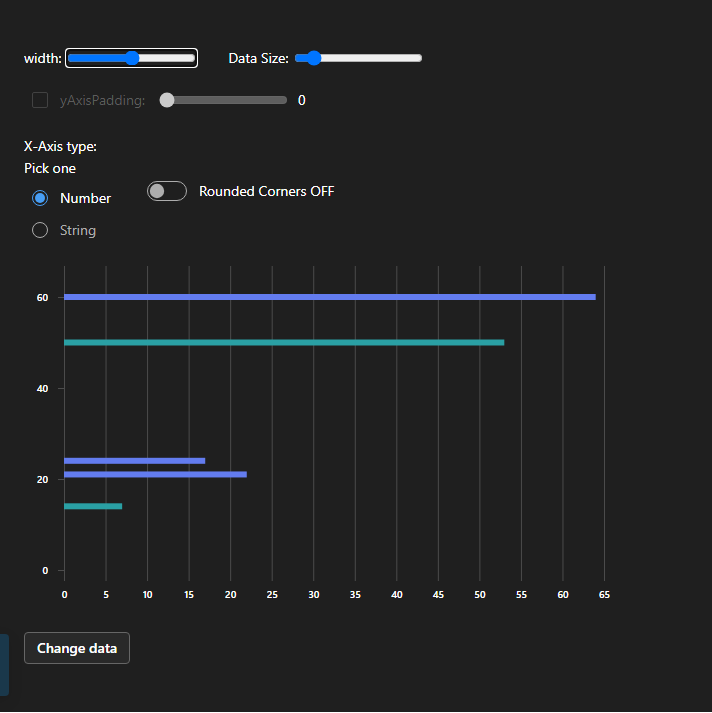 width: Data Size:
yAxisPadding: 0
X-Axis type:
Pick one
Number
Rounded Corners OFF
String
60
40
20
0
0 5 10 15 20 25 30 35 40 45 50 55 60 65
Change data